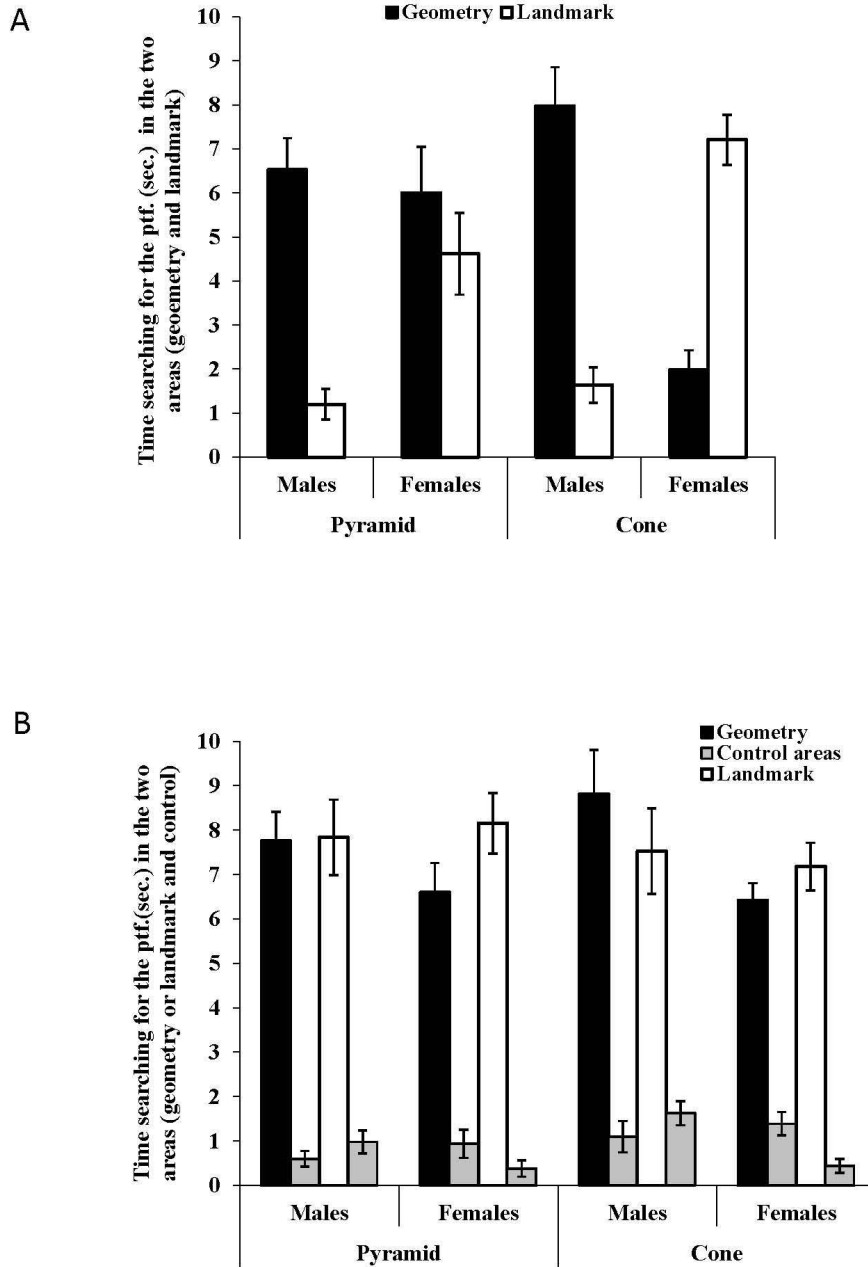 A
Geometry Landmark
Time searching for the ptf. (sec.) in the two
areas (geoemetry and landmark)
10
9
8
7
6
5
4
3
2
1
0
Males Females Males Females
Pyramid Cone
B
Geometry
Control areas
Landmark
Time searching for the ptf.(sec.) in the two
areas (geometry or landmark and control)
10
9
8
7
6
5
4
3
2
1
0
Males Females Males Females
Pyramid Cone